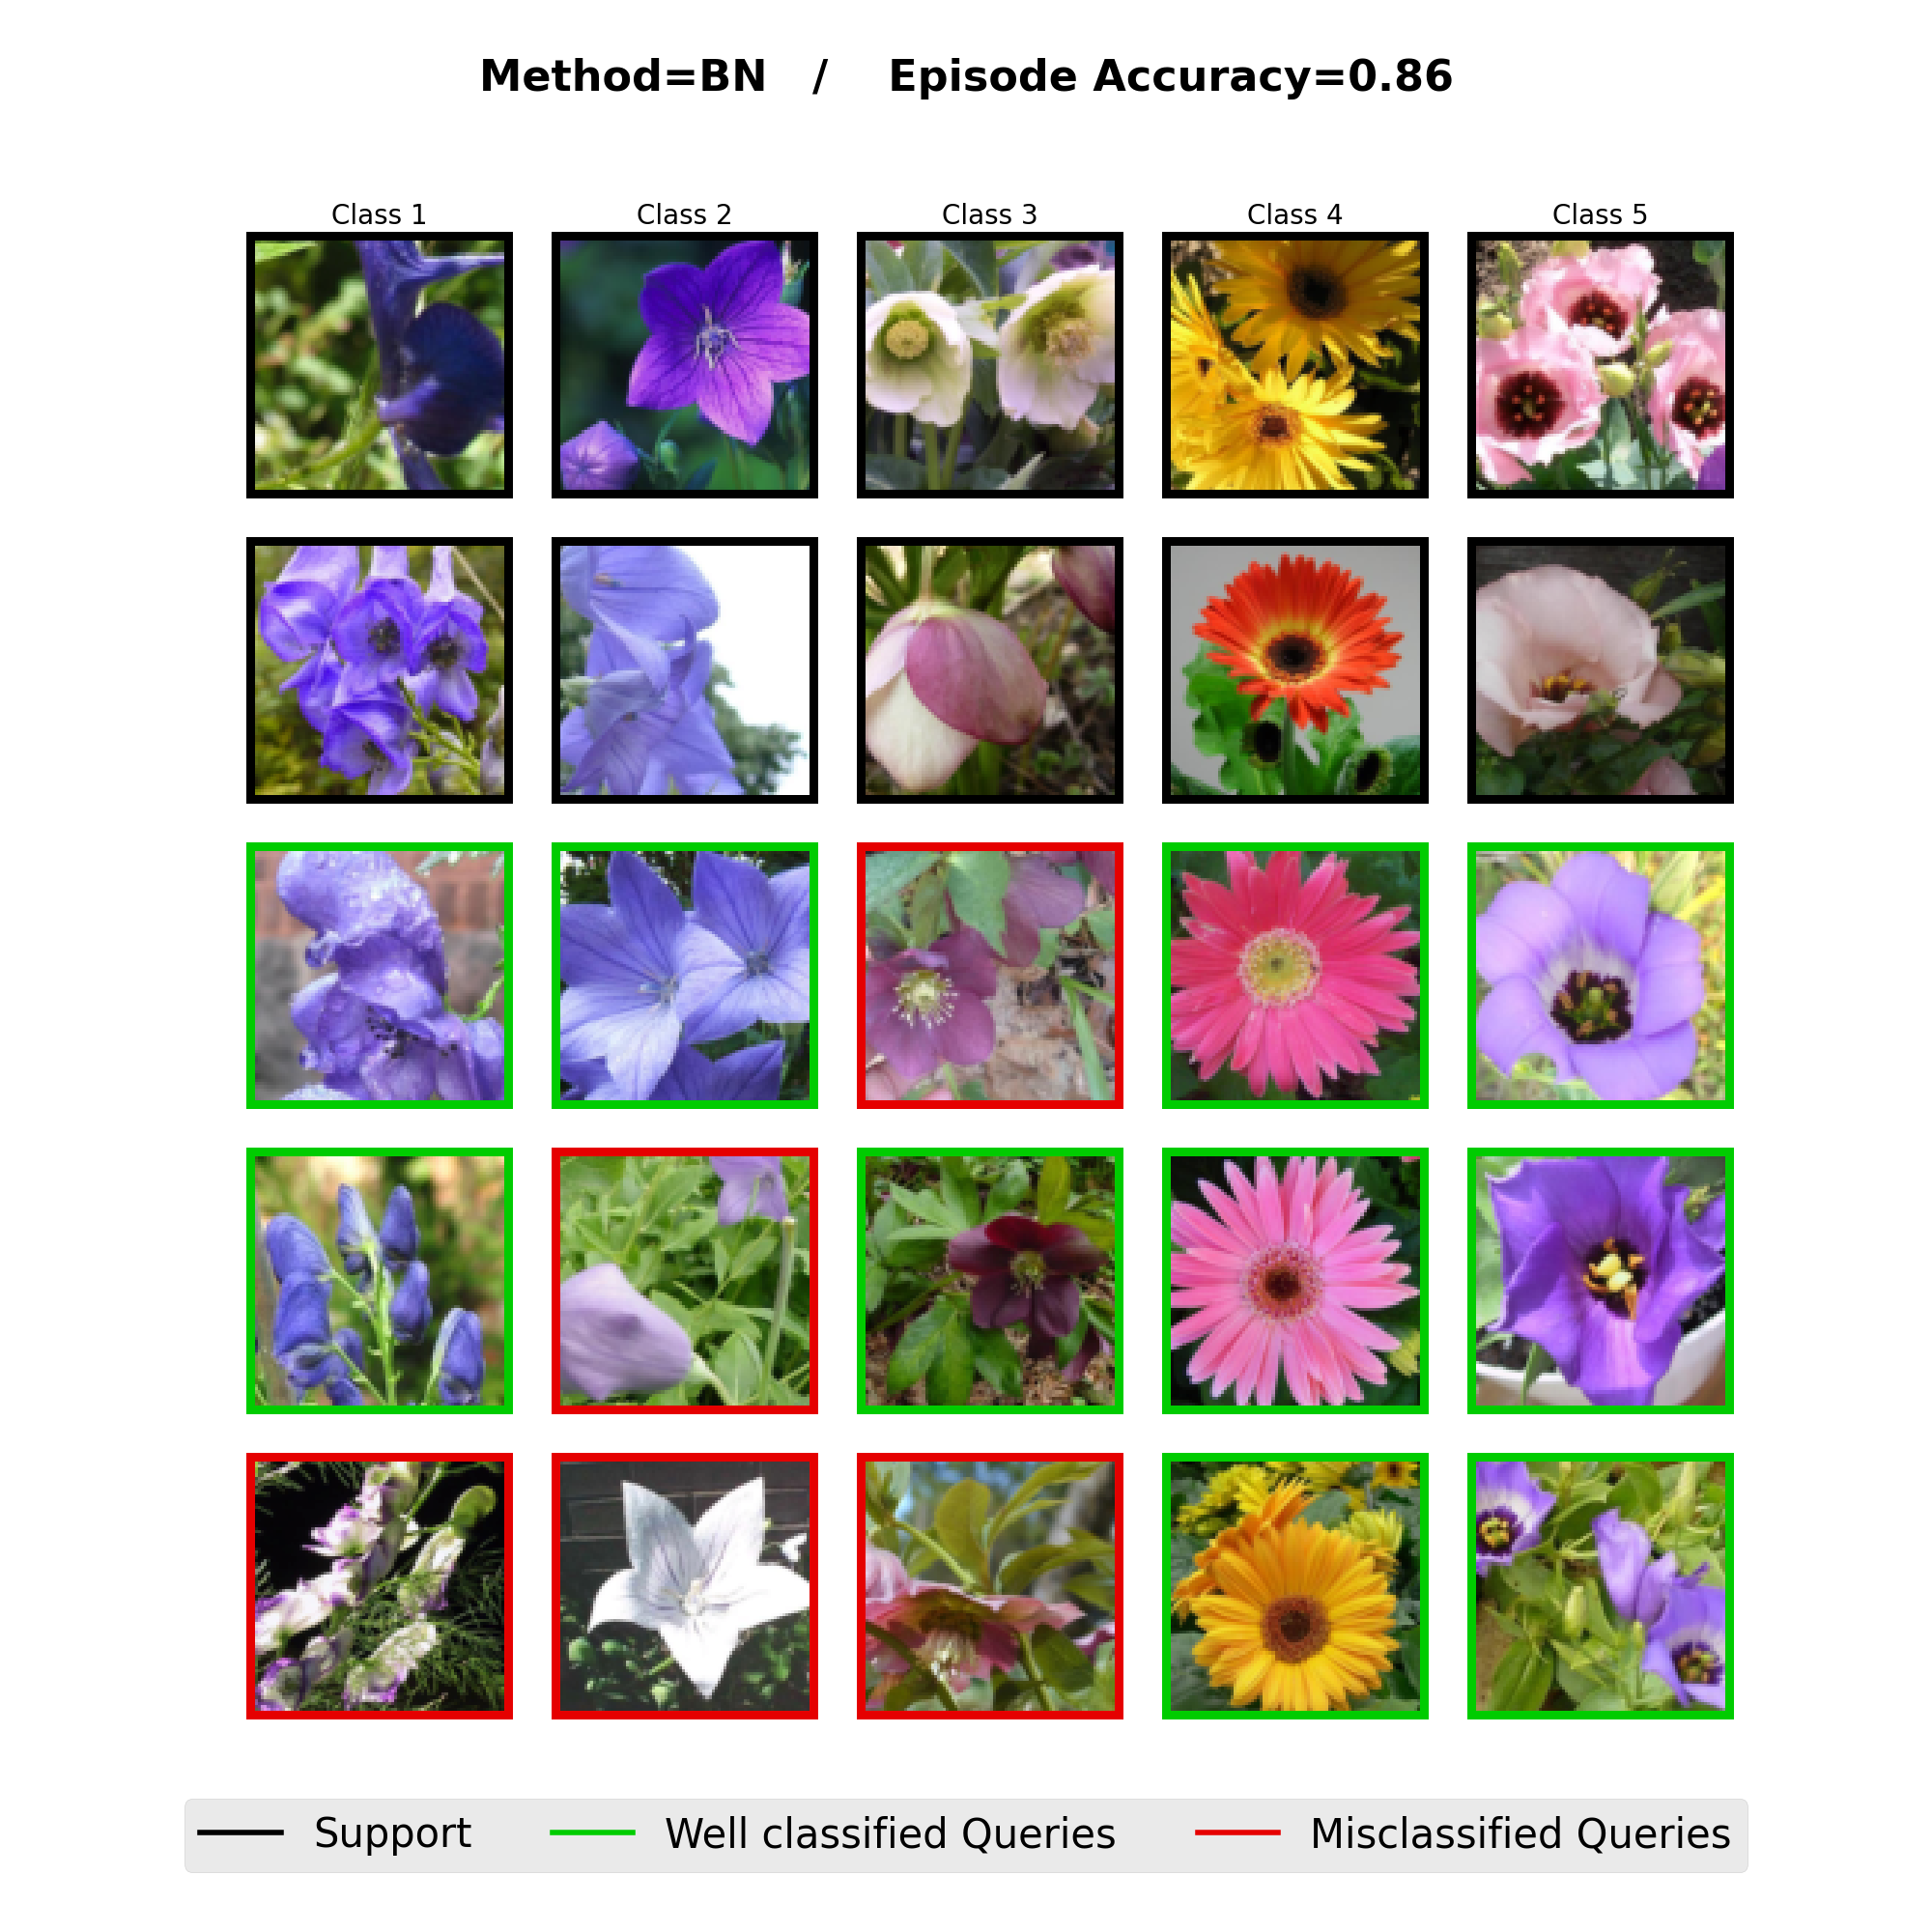 Method=BN / Episode Accuracy=0.86
Class 1 Class 2 Class 3 Class 4 Class 5
Support Well classified Queries Misclassified Queries